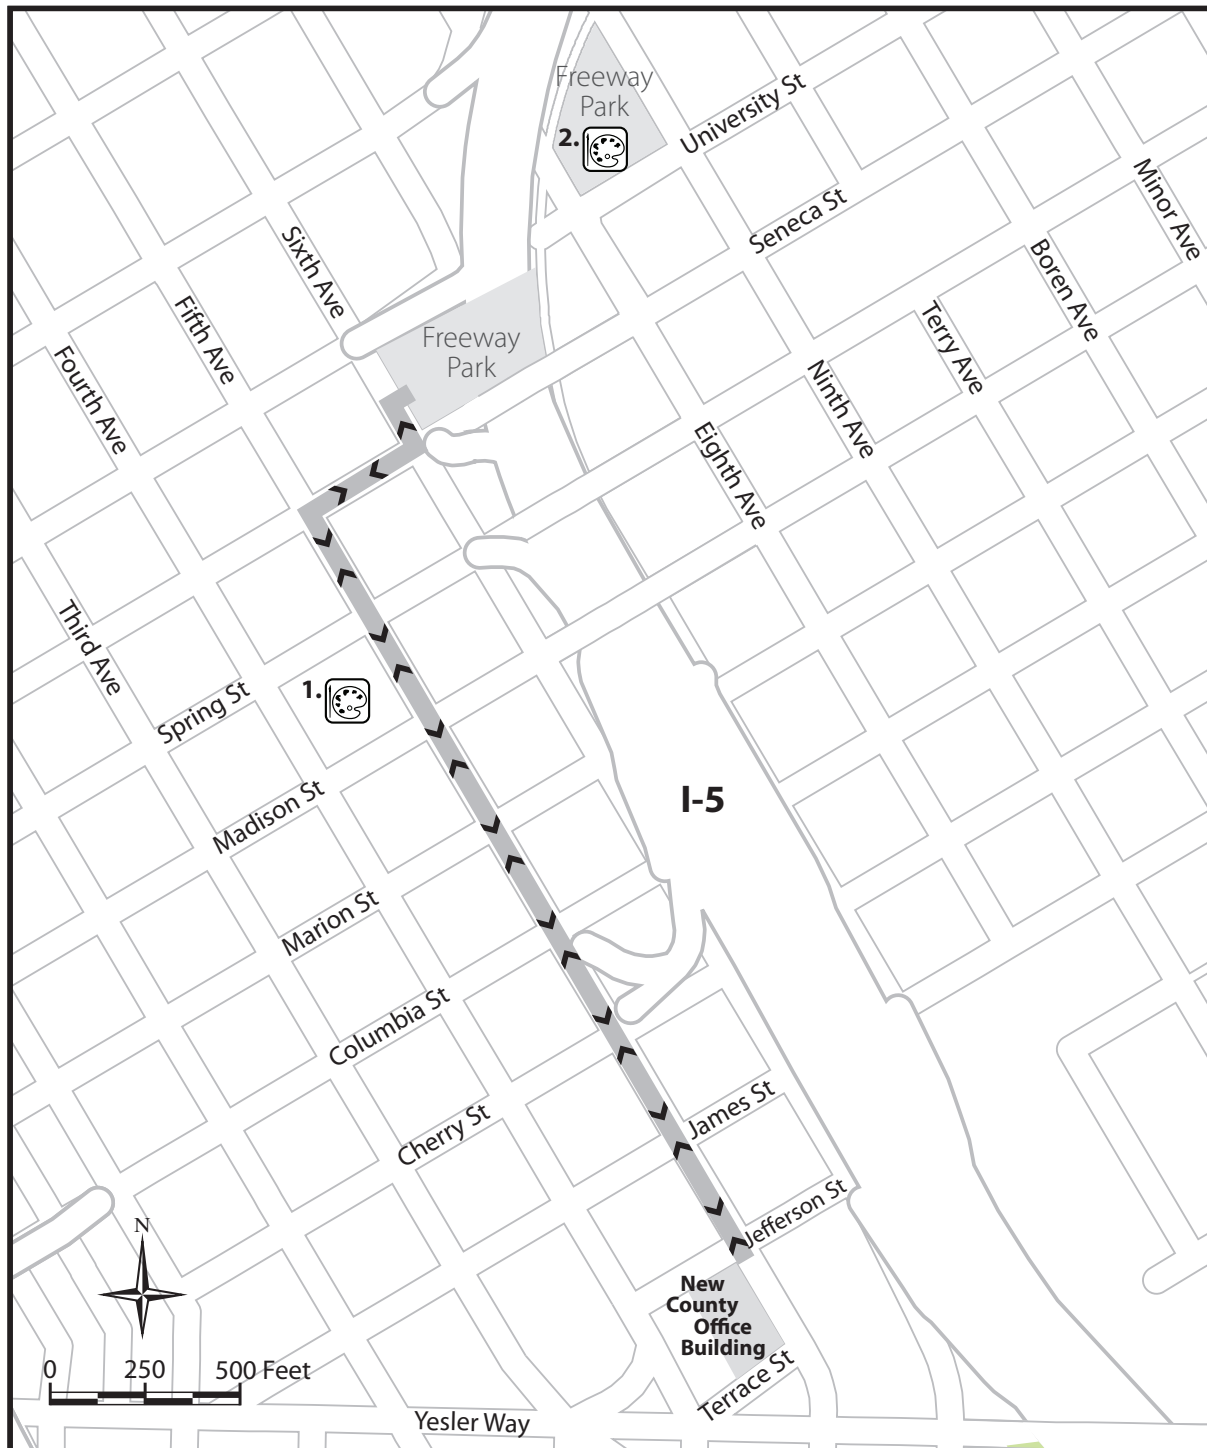 Freeway
Park
2.
University St
Minor Ave
Seneca St
Sixth Ave
Boren Ave
Fifth Ave
Terry Ave
Freeway
Park
Fourth Ave
Ninth Ave
Eighth Ave
Third Ave
1.
Spring St
Madison St
I-5
Marion St
Columbia St
Cherry St
James St
Jefferson St
N
New
County
Office
Building
0 250 500 Feet
Terrace St
Yesler Way